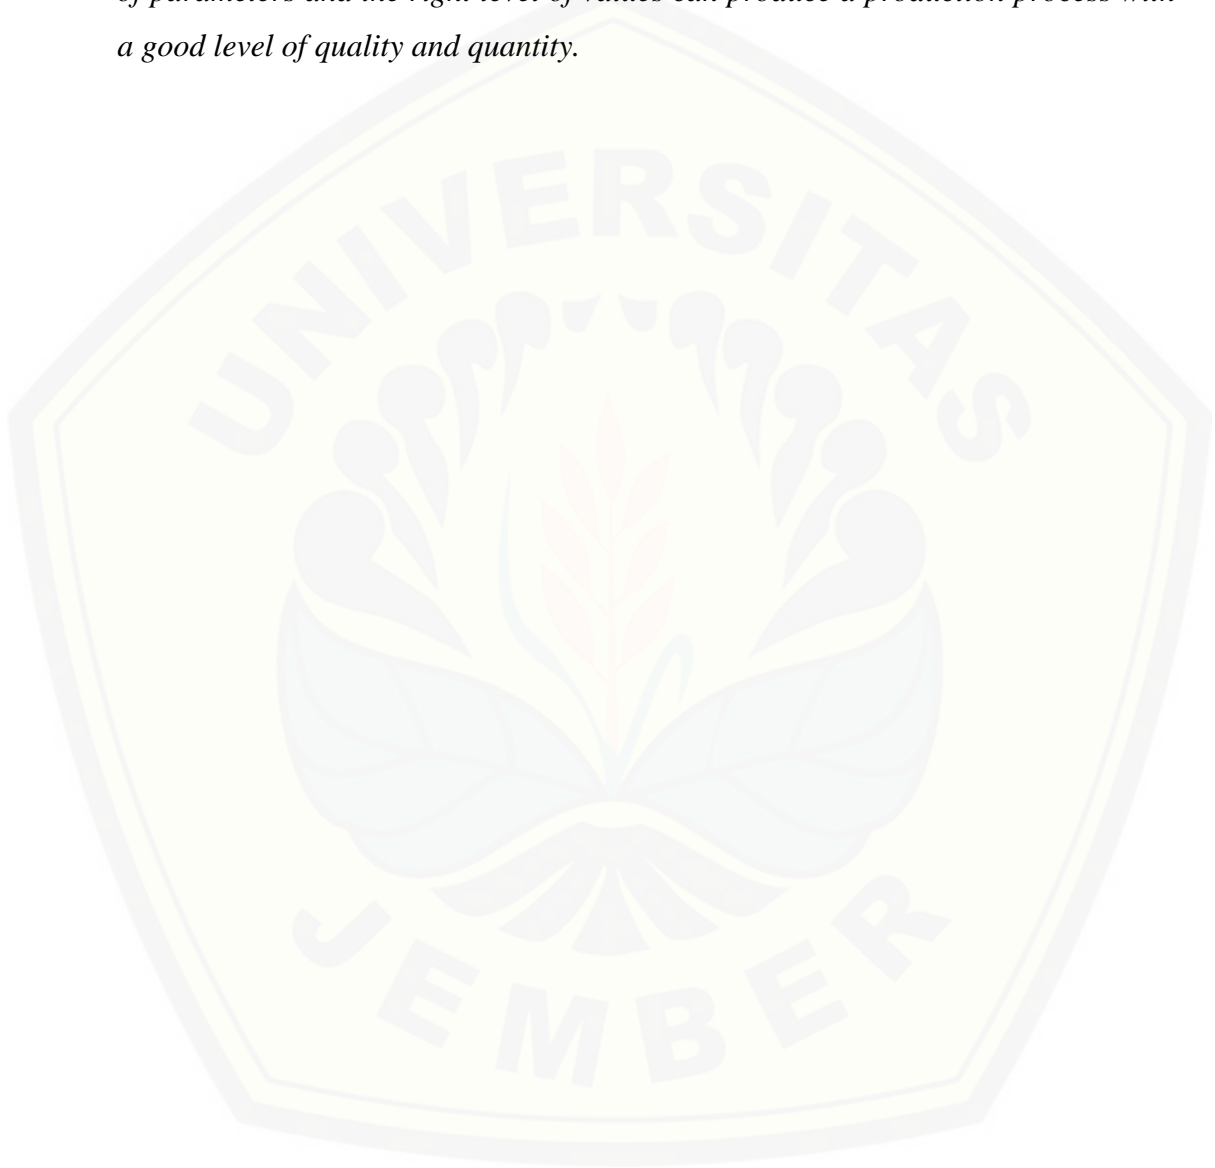 of parameters and the right level of values can produce a production process with
a good level of quality and quantity.
UNIVERSITAS
JEMBER